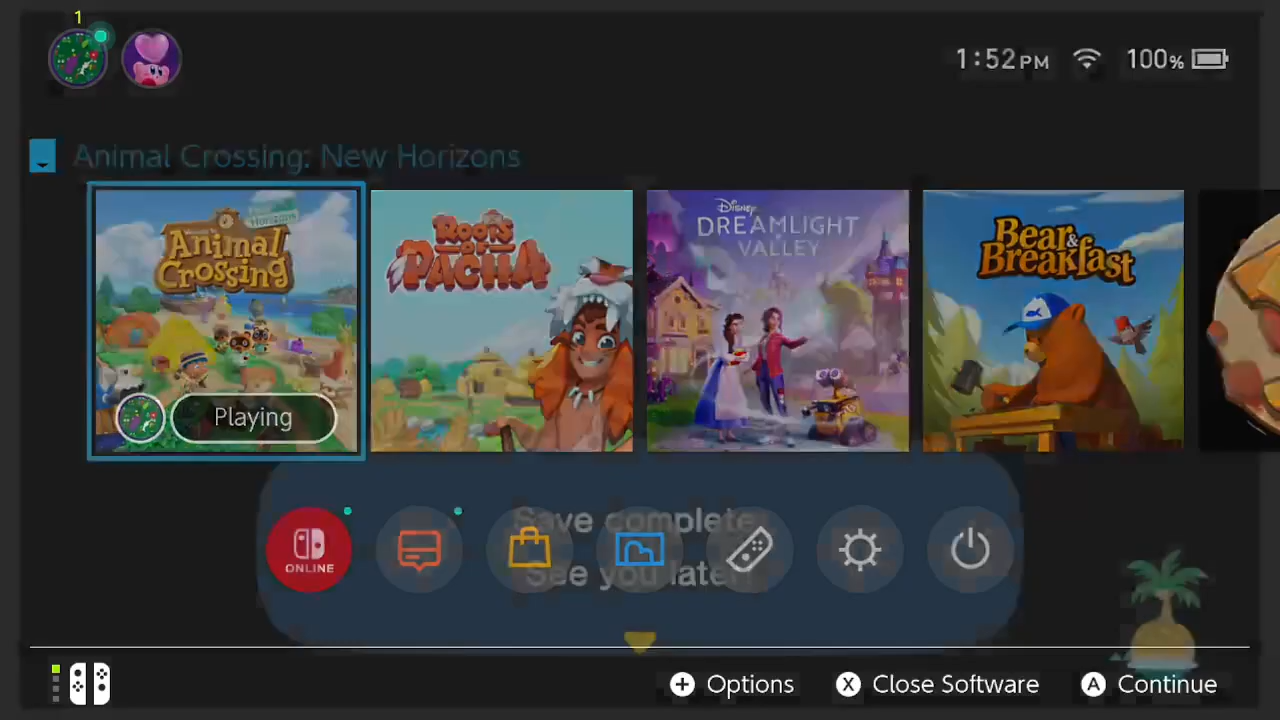 1
1:52 PM
100%
Animal Crossing: New Horizons
Horizons
Animal
Crossing
Playing
ROOTS
OF
PACHA
Disney
DREAMLIGHT
VALLEY
Bear &
Breakfast
Save complete.
See you later!
ONLINE
+ Options
X Close Software
A Continue